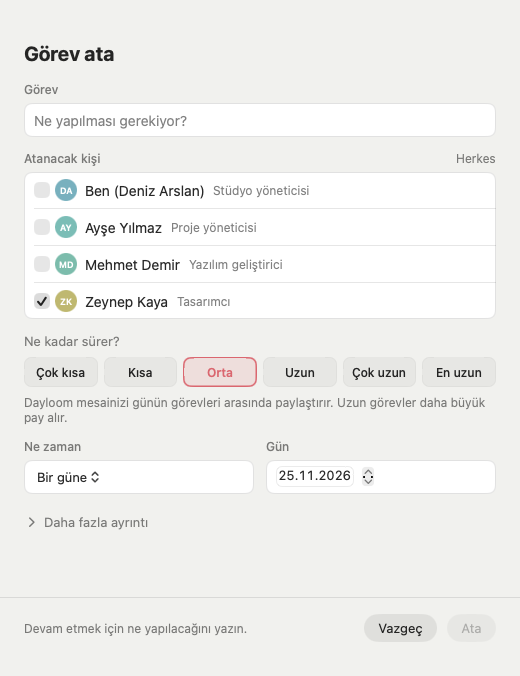 Görev ata
Görev
Ne yapılması gerekiyor?
Atanacak kişi Herkes
DA Ben (Deniz Arslan) Stüdyo yöneticisi
AY Ayşe Yılmaz Proje yöneticisi
MD Mehmet Demir Yazılım geliştirici
ZK Zeynep Kaya Tasarımcı
Ne kadar sürer?
Çok kısa Kısa Orta Uzun Çok uzun En uzun
Dayloom mesainizi günün görevleri arasında paylaştırır. Uzun görevler daha büyük
pay alır.
Ne zaman Gün
Bir güne 25.11.2026
Daha fazla ayrıntı
Devam etmek için ne yapılacağını yazın. Vazgeç Ata